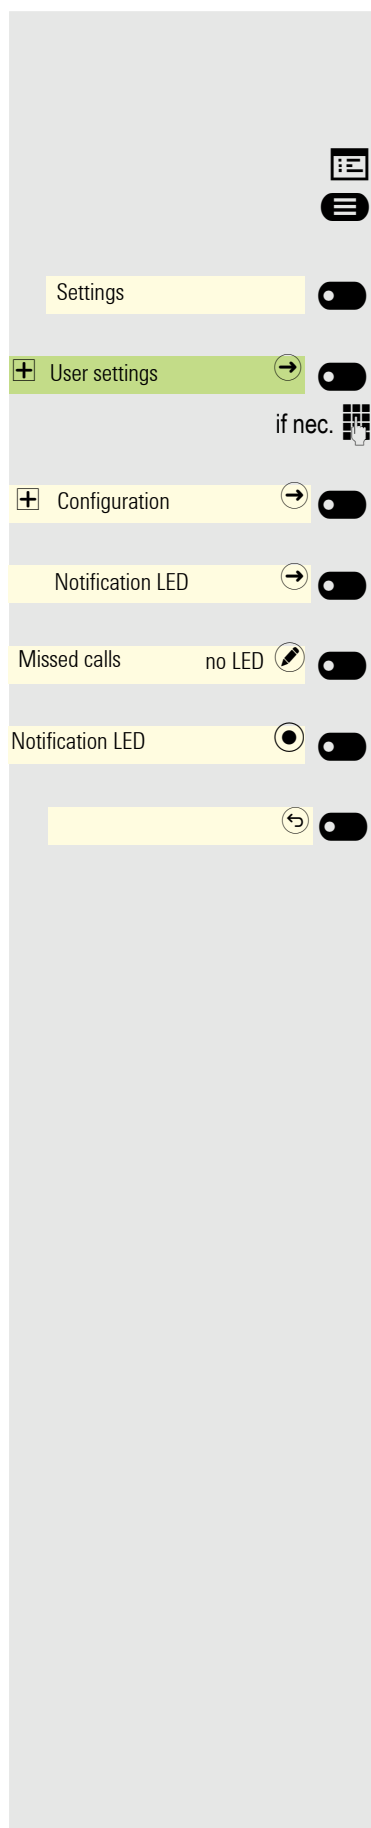 Settings
User settings
if nec.
Configuration
Notification LED
Missed calls no LED
Notification LED